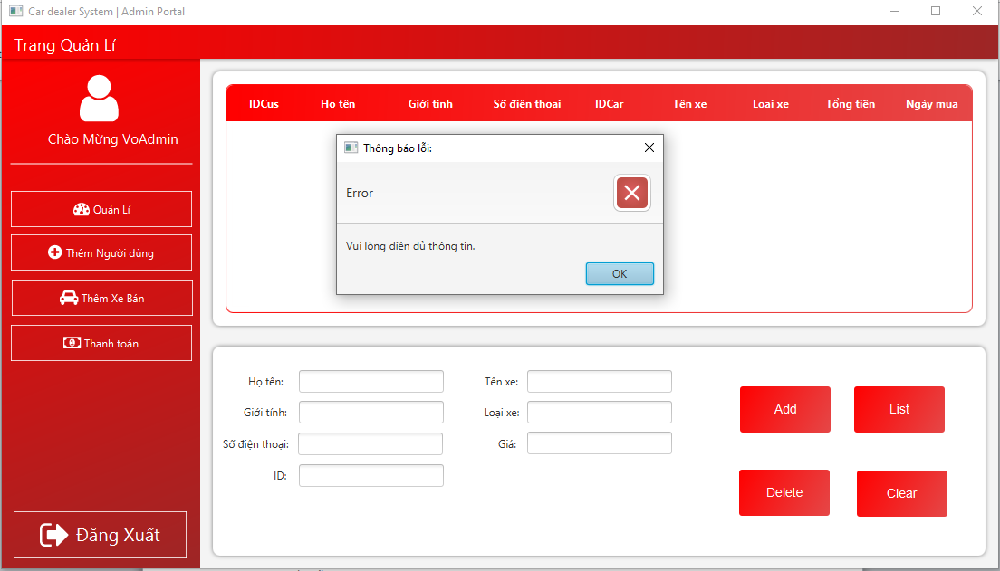 Car dealer System | Admin Portal
Trang Quản Lí
Chào Mừng VoAdmin
Quản Lí
Thêm Người dùng
Thêm Xe Bán
Thanh toán
Đăng Xuất
IDCus Họ tên Giới tính Số điện thoại IDCar Tên xe Loại xe Tổng tiền Ngày mua
Thông báo lỗi:
Error
Vui lòng điền đủ thông tin.
OK
Họ tên: Tên xe:
Giới tính: Loại xe:
Số điện thoại: Giá:
ID:
Add List
Delete Clear